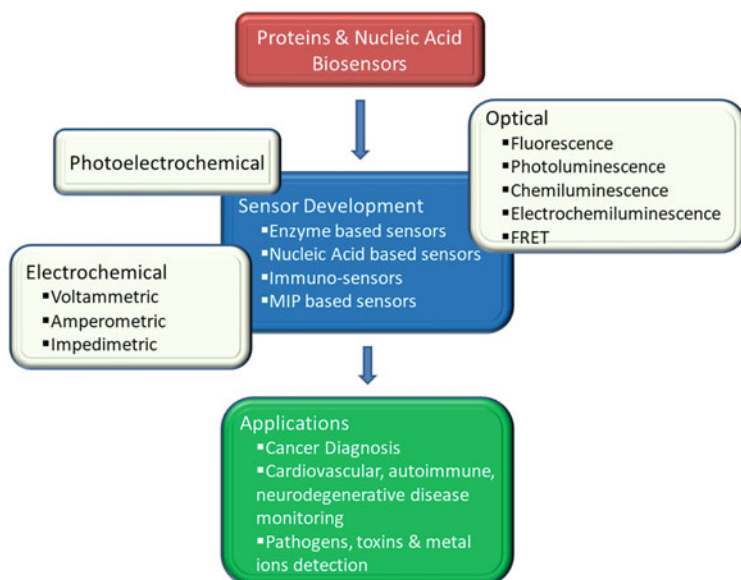 Proteins & Nucleic Acid
Biosensors
Photoelectrochemical
Optical
▪Fluorescence
▪Photoluminescence
▪Chemiluminescence
▪Electrochemiluminescence
▪FRET
Sensor Development
▪Enzyme based sensors
▪Nucleic Acid based sensors
▪Immuno-sensors
▪MIP based sensors
Electrochemical
▪Voltammetric
▪Amperometric
▪Impedimetric
Applications
▪Cancer Diagnosis
▪Cardiovascular, autoimmune,
neurodegenerative disease
monitoring
▪Pathogens, toxins & metal
ions detection